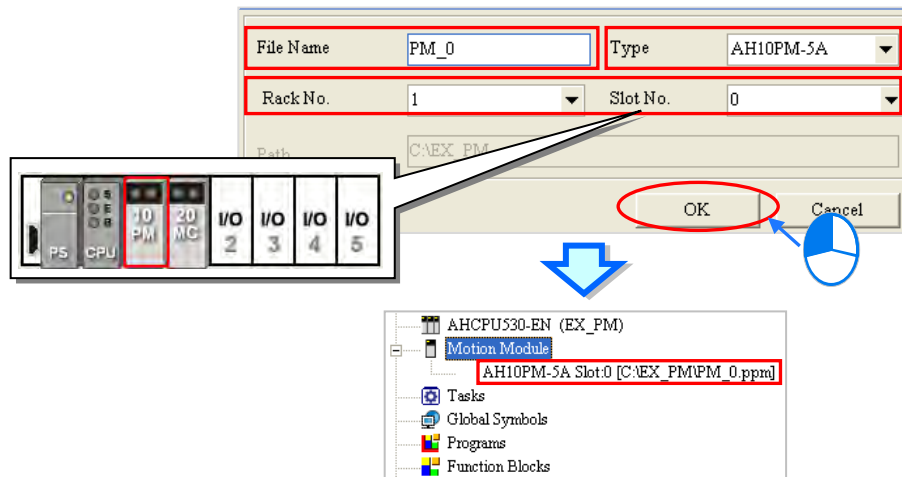 File Name PM_0 Type AH10PM-5A
Rack No. 1 Slot No. 0
Path C:\EX_PM
OK Cancel
PS CPU 10 PM 20 MC I/O 2 I/O 3 I/O 4 I/O 5
AHCPU530-EN (EX_PM)
Motion Module
AH10PM-5A Slot:0 [C:\EX_PM\PM_0.ppm]
Tasks
Global Symbols
Programs
Function Blocks